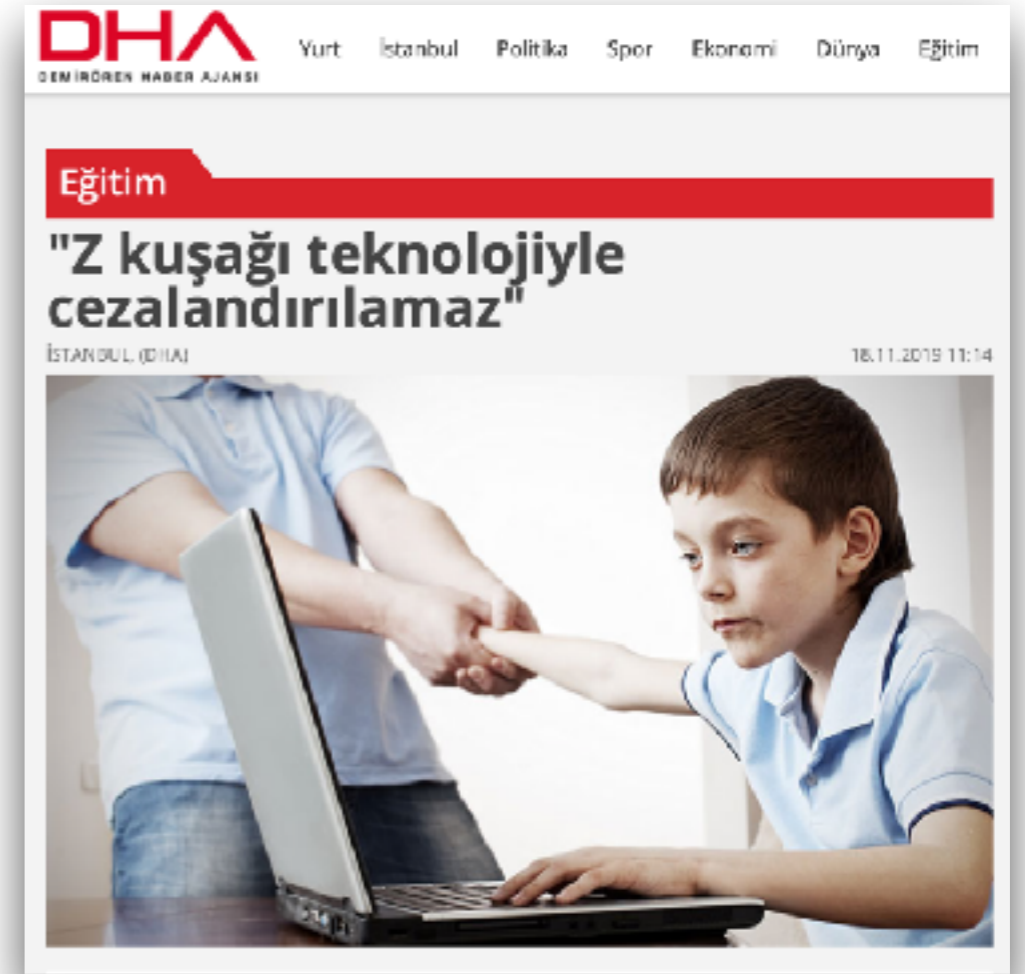 DHA
DEMİRÖREN HABER AJANSI
Yurt İstanbul Politika Spor Ekonomi Dünya Eğitim
Eğitim
"Z kuşağı teknolojiyle
cezalandırılamaz"
İSTANBUL, (DHA) 18.11.2019 11:14